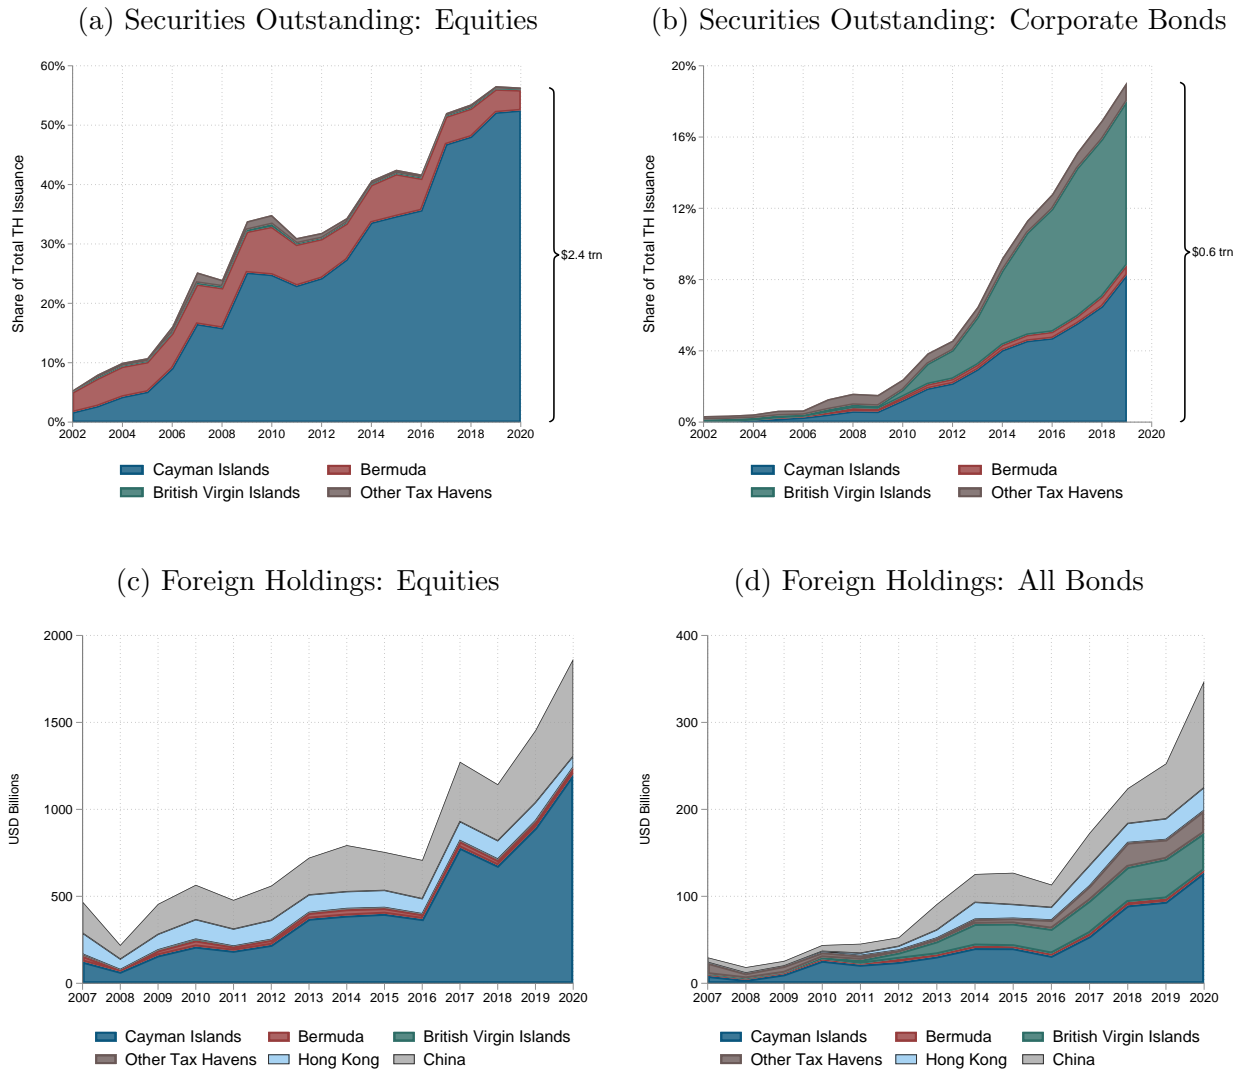 (a) Securities Outstanding: Equities
60%
50%
40%
30%
20%
10%
0%
Share of Total TH Issuance
2002 2004 2006 2008 2010 2012 2014 2016 2018 2020
$2.4 trn
Cayman Islands Bermuda
British Virgin Islands Other Tax Havens
(b) Securities Outstanding: Corporate Bonds
20%
16%
12%
8%
4%
0%
Share of Total TH Issuance
2002 2004 2006 2008 2010 2012 2014 2016 2018 2020
$0.6 trn
Cayman Islands Bermuda
British Virgin Islands Other Tax Havens
(c) Foreign Holdings: Equities
2000
1500
1000
500
0
USD Billions
2007 2008 2009 2010 2011 2012 2013 2014 2015 2016 2017 2018 2019 2020
Cayman Islands Bermuda British Virgin Islands
Other Tax Havens Hong Kong China
(d) Foreign Holdings: All Bonds
400
300
200
100
0
USD Billions
2007 2008 2009 2010 2011 2012 2013 2014 2015 2016 2017 2018 2019 2020
Cayman Islands Bermuda British Virgin Islands
Other Tax Havens Hong Kong China